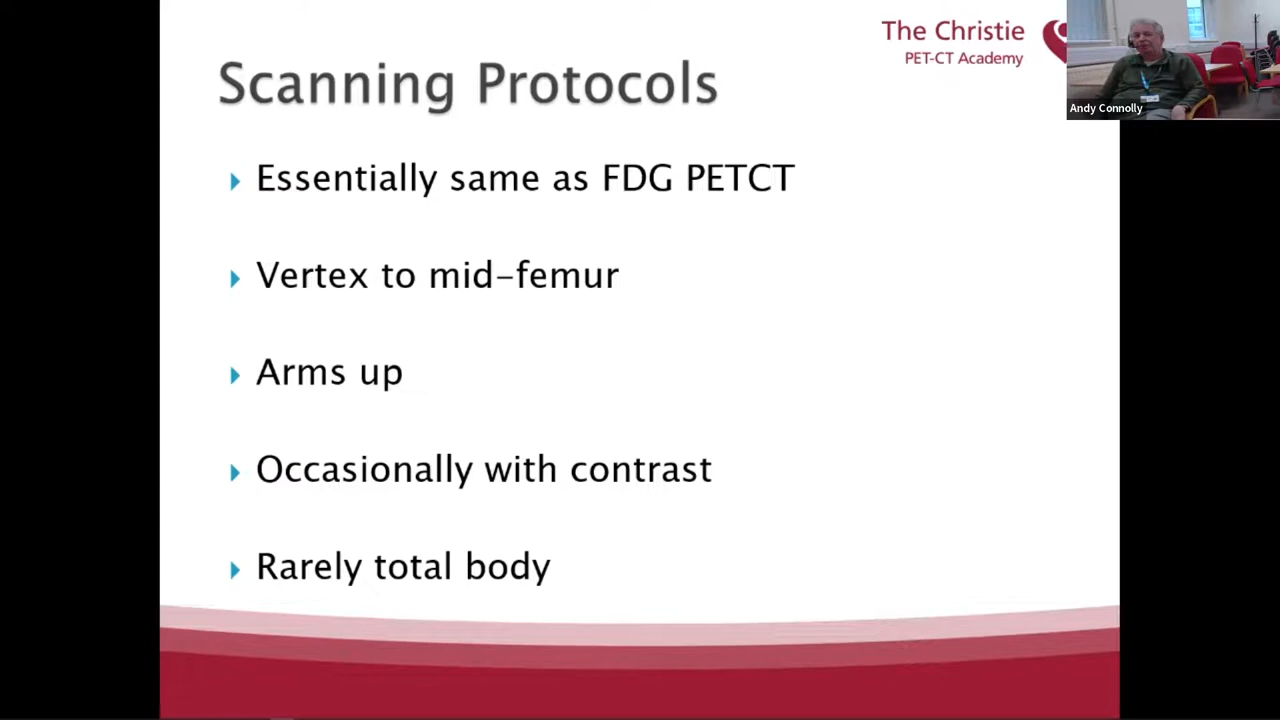 The Christie
PET-CT Academy
Andy Connolly
Scanning Protocols
Essentially same as FDG PETCT
Vertex to mid-femur
Arms up
Occasionally with contrast
Rarely total body